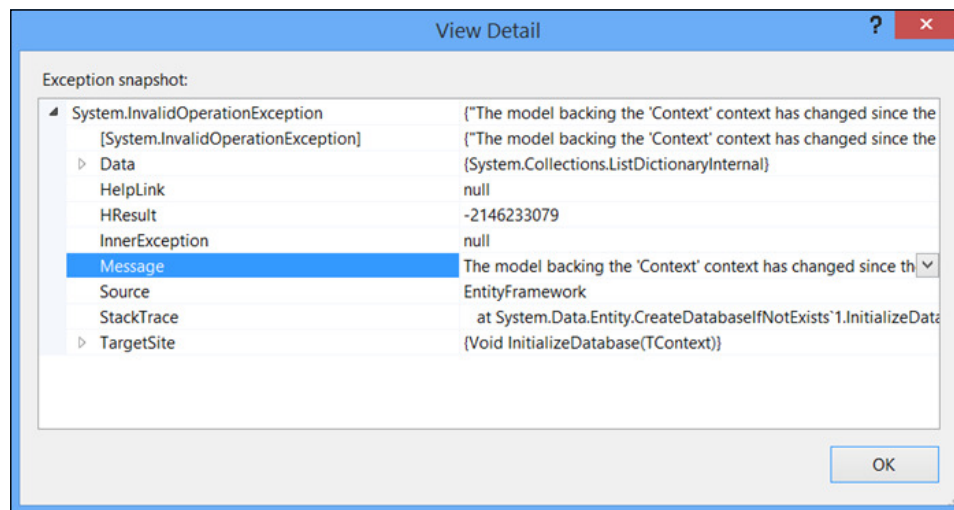 View Detail
?
×
Exception snapshot:
System.InvalidOperationException {"The model backing the 'Context' context has changed since the
[System.InvalidOperationException] {"The model backing the 'Context' context has changed since the
Data {System.Collections.ListDictionaryInternal}
HelpLink null
HResult -2146233079
InnerException null
Message The model backing the 'Context' context has changed since th
Source EntityFramework
StackTrace at System.Data.Entity.CreateDatabaseIfNotExists`1.InitializeData
TargetSite {Void InitializeDatabase(TContext)}
OK